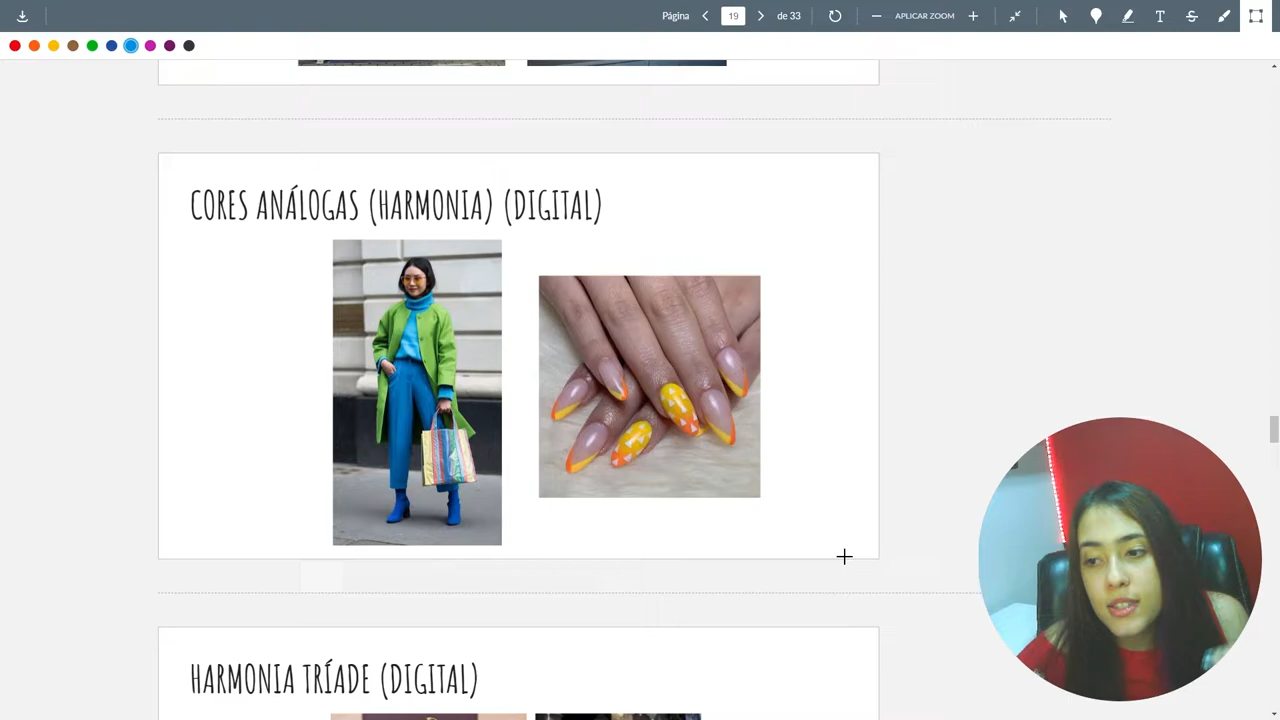 Página
19
de 33
APLICAR ZOOM
T
S
CORES ANÁLOGAS (HARMONIA) (DIGITAL)
HARMONIA TRÍADE (DIGITAL)